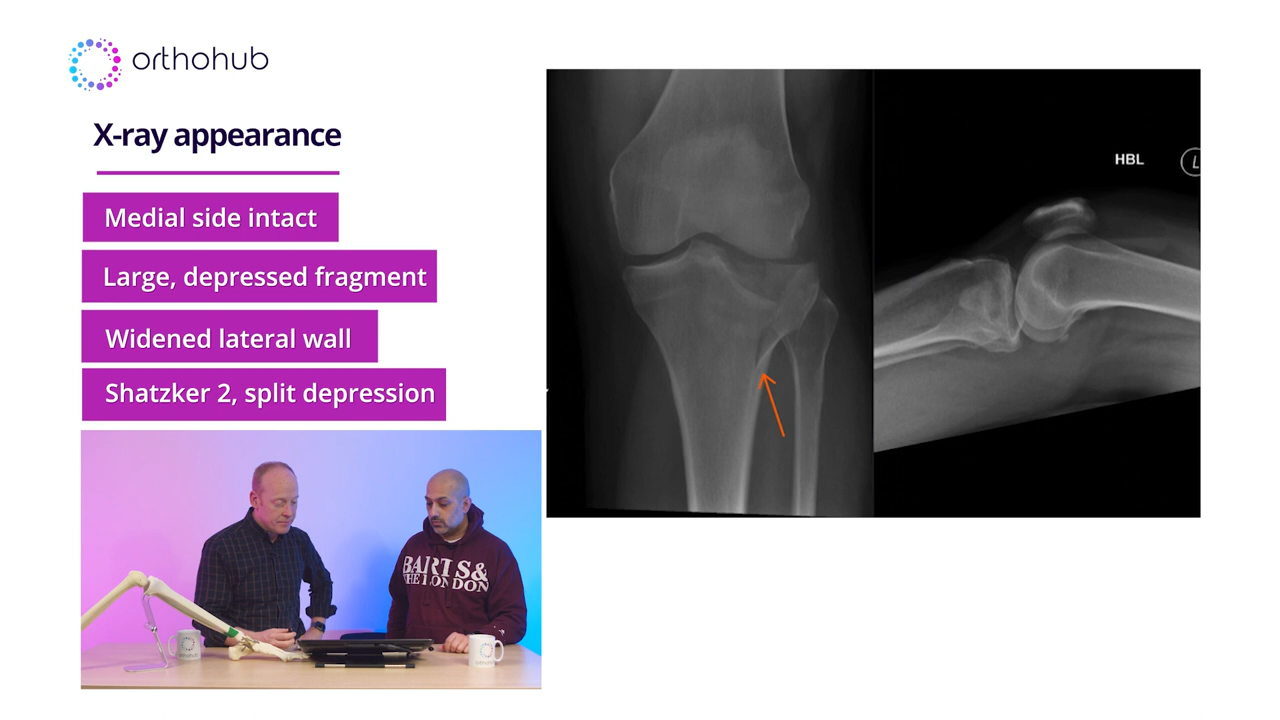 orthohub
X-ray appearance
Medial side intact
Large, depressed fragment
Widened lateral wall
Shatzker 2, split depression
HBL
L
BARTS&
THE LONDON